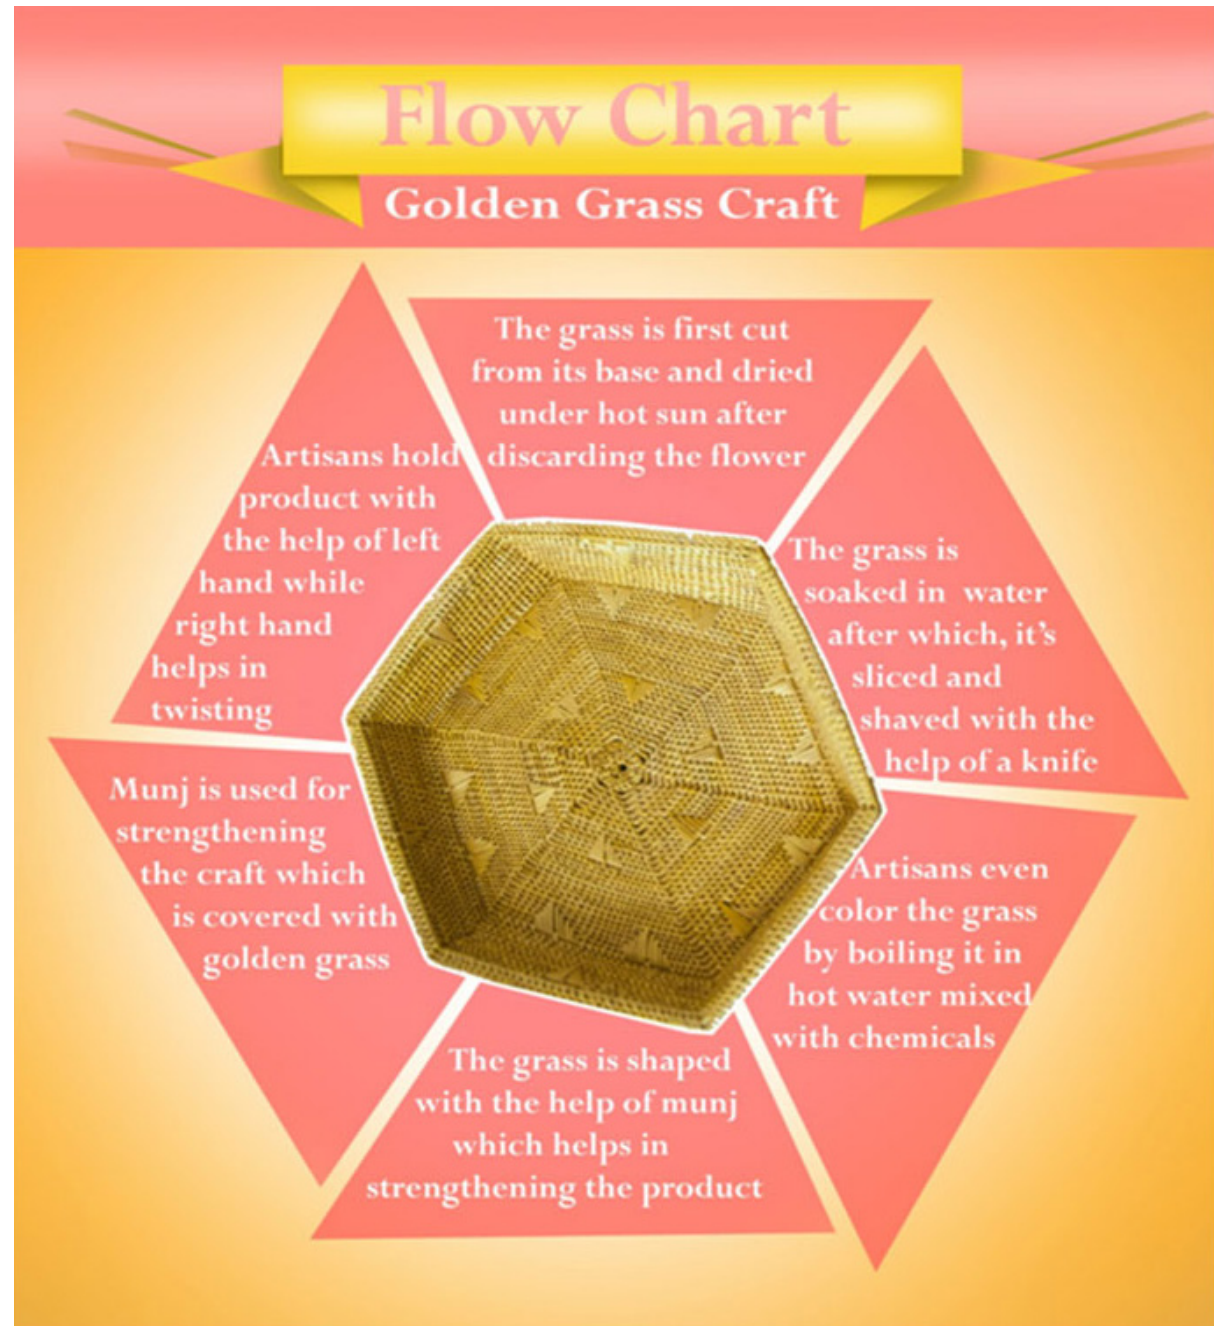 Flow Chart
Golden Grass Craft
The grass is first cut
from its base and dried
under hot sun after
discarding the flower
The grass is
soaked in water
after which, it's
sliced and
shaved with the
help of a knife
Artisans even
color the grass
by boiling it in
hot water mixed
with chemicals
The grass is shaped
with the help of munj
which helps in
strengthening the product
Munj is used for
strengthening
the craft which
is covered with
golden grass
Artisans hold
product with
the help of left
hand while
right hand
helps in
twisting